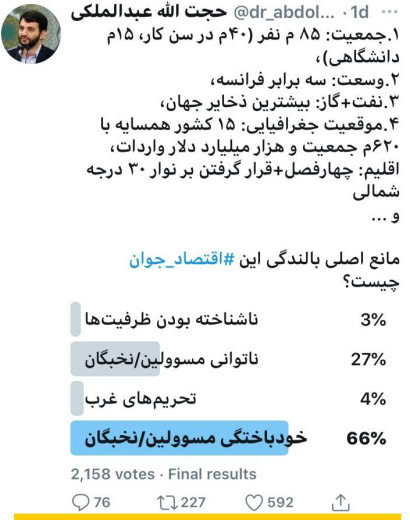 حجت الله عبدالملکی @dr_abdol... · 1d
۱.جمعیت: ۸۵ م نفر (۴۰م در سن کار، ۱۵م
دانشگاهی)،
۲.وسعت: سه برابر فرانسه،
۳.نفت+گاز: بیشترین ذخایر جهان،
۴.موقعیت جغرافیایی: ۱۵ کشور همسایه با
۶۲۰م جمعیت و هزار میلیارد دلار واردات،
اقلیم: چهارفصل+قرار گرفتن بر نوار ۳۰ درجه
شمالی
و ...
مانع اصلی بالندگی این #اقتصاد_جوان
چیست؟
ناشناخته بودن ظرفیت‌ها 3%
ناتوانی مسوولین/نخبگان 27%
تحریم‌های غرب 4%
خودباختگی مسوولین/نخبگان 66%
2,158 votes · Final results
76 227 592